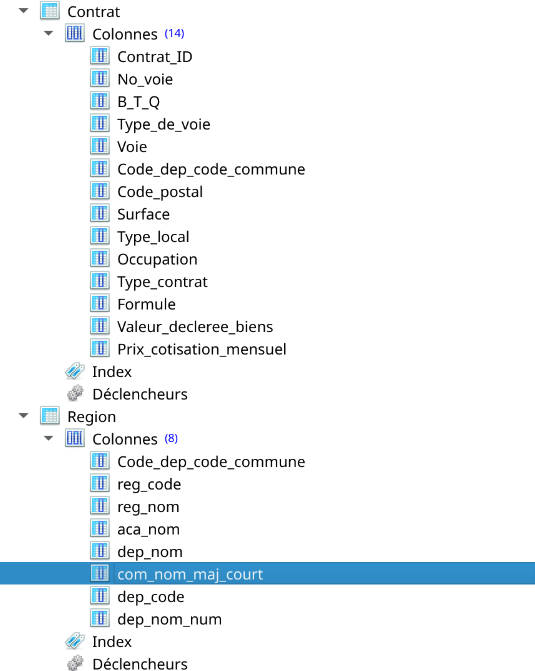 Contrat
Colonnes (14)
Contrat_ID
No_voie
B_T_Q
Type_de_voie
Voie
Code_dep_code_commune
Code_postal
Surface
Type_local
Occupation
Type_contrat
Formule
Valeur_decleree_biens
Prix_cotisation_mensuel
Index
Déclencheurs
Region
Colonnes (8)
Code_dep_code_commune
reg_code
reg_nom
aca_nom
dep_nom
com_nom_maj_court
dep_code
dep_nom_num
Index
Déclencheurs